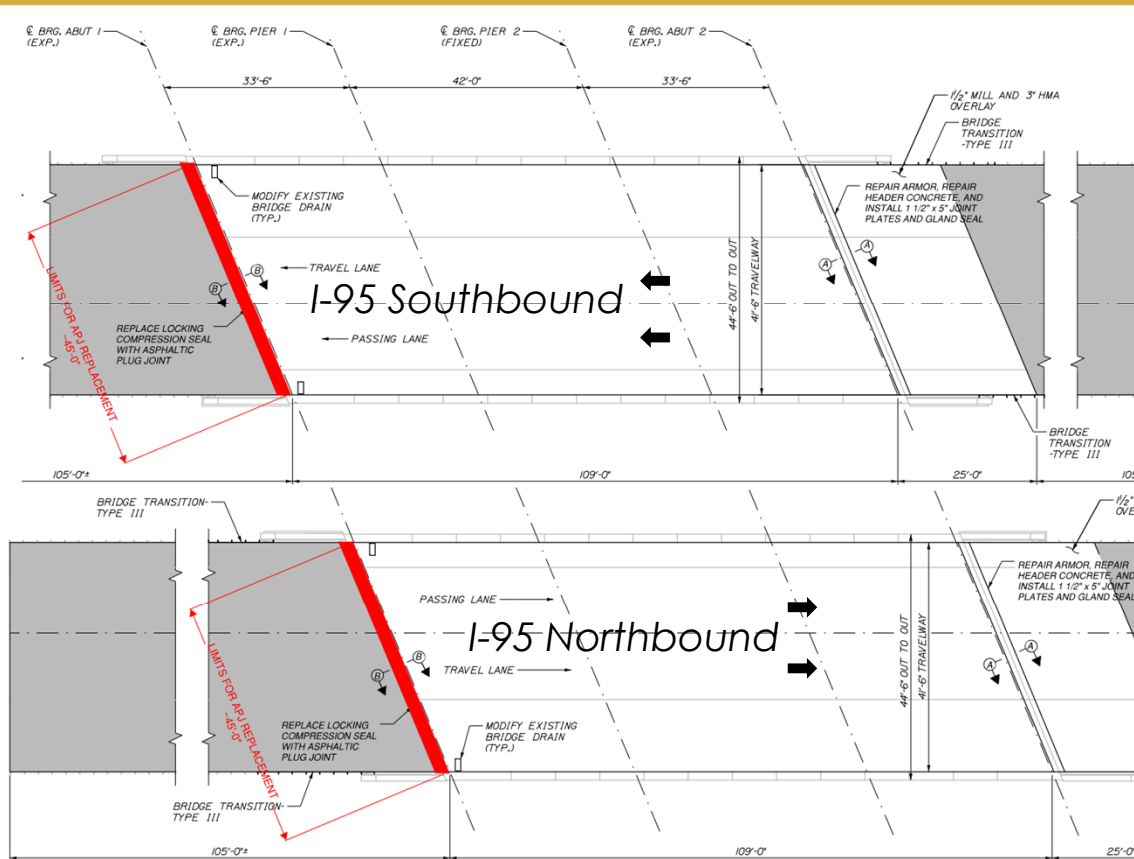 ℄ BRG. ABUT 1
(EXP.)
℄ BRG. PIER 1
(EXP.)
℄ BRG. PIER 2
(FIXED)
℄ BRG. ABUT 2
(EXP.)
33'-6"
42'-0"
33'-6"
1½" MILL AND 3" HMA
OVERLAY
BRIDGE
TRANSITION
-TYPE III
MODIFY EXISTING
BRIDGE DRAIN
(TYP.)
REPAIR ARMOR, REPAIR
HEADER CONCRETE, AND
INSTALL 1 1/2" x 5" JOINT
PLATES AND GLAND SEAL
B
B
A
A
TRAVEL LANE
I-95 Southbound
PASSING LANE
44'-6" OUT TO OUT
41'-6" TRAVELWAY
LIMITS FOR APJ REPLACEMENT
~45'-0"
REPLACE LOCKING
COMPRESSION SEAL
WITH ASPHALTIC
PLUG JOINT
BRIDGE
TRANSITION
-TYPE III
105'-0"±
109'-0"
25'-0"
105
BRIDGE TRANSITION-
TYPE III
1½"
OVE
REPAIR ARMOR, REPAIR
HEADER CONCRETE, AND
INSTALL 1 1/2" x 5" JOINT
PLATES AND GLAND SEAL
PASSING LANE
I-95 Northbound
TRAVEL LANE
B
B
A
A
44'-6" OUT TO OUT
41'-6" TRAVELWAY
LIMITS FOR APJ REPLACEMENT
~45'-0"
REPLACE LOCKING
COMPRESSION SEAL
WITH ASPHALTIC
PLUG JOINT
MODIFY EXISTING
BRIDGE DRAIN
(TYP.)
BRIDGE TRANSITION-
TYPE III
105'-0"±
109'-0"
25'-0"